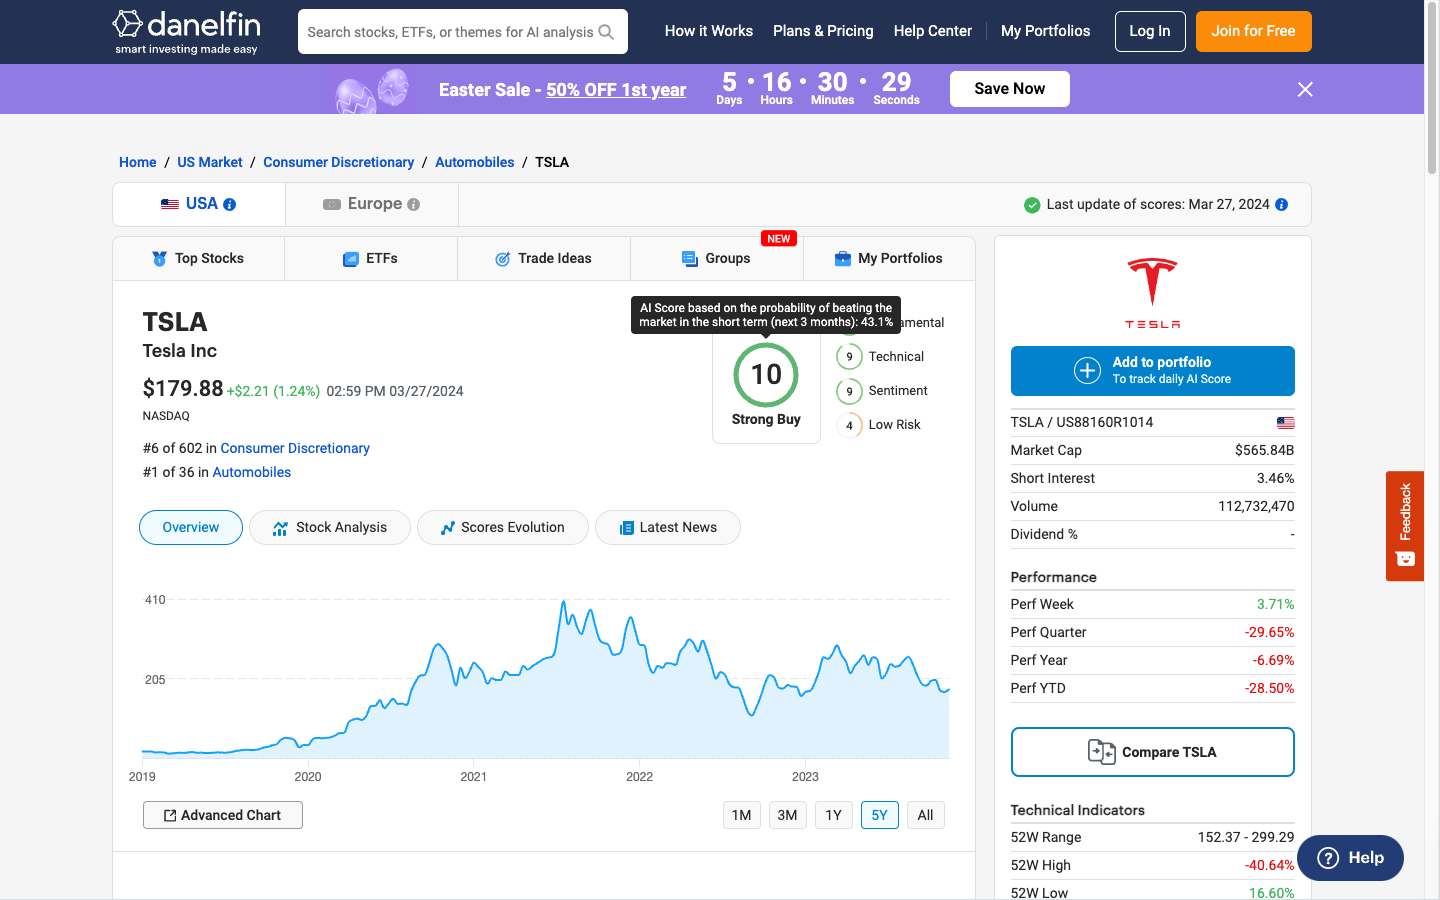 danelfin
smart investing made easy
Search stocks, ETFs, or themes for AI analysis
How it Works
Plans & Pricing
Help Center
My Portfolios
Log In
Join for Free
Easter Sale - 50% OFF 1st year
5 • 16 • 30 • 29
Days Hours Minutes Seconds
Save Now
Home / US Market / Consumer Discretionary / Automobiles / TSLA
USA
Europe
Last update of scores: Mar 27, 2024
NEW
Top Stocks
ETFs
Trade Ideas
Groups
My Portfolios
TSLA
Tesla Inc
$179.88 +$2.21 (1.24%) 02:59 PM 03/27/2024
NASDAQ
#6 of 602 in Consumer Discretionary
#1 of 36 in Automobiles
AI Score based on the probability of beating the
market in the short term (next 3 months): 43.1%
amental
10
Strong Buy
9 Technical
9 Sentiment
4 Low Risk
Overview
Stock Analysis
Scores Evolution
Latest News
410
205
2019 2020 2021 2022 2023
Advanced Chart
1M 3M 1Y 5Y All
TESLA
Add to portfolio
To track daily AI Score
TSLA / US88160R1014
Market Cap $565.84B
Short Interest 3.46%
Volume 112,732,470
Dividend % -
Performance
Perf Week 3.71%
Perf Quarter -29.65%
Perf Year -6.69%
Perf YTD -28.50%
Compare TSLA
Technical Indicators
52W Range 152.37 - 299.29
52W High -40.64%
52W Low 16.60%
Feedback
Help